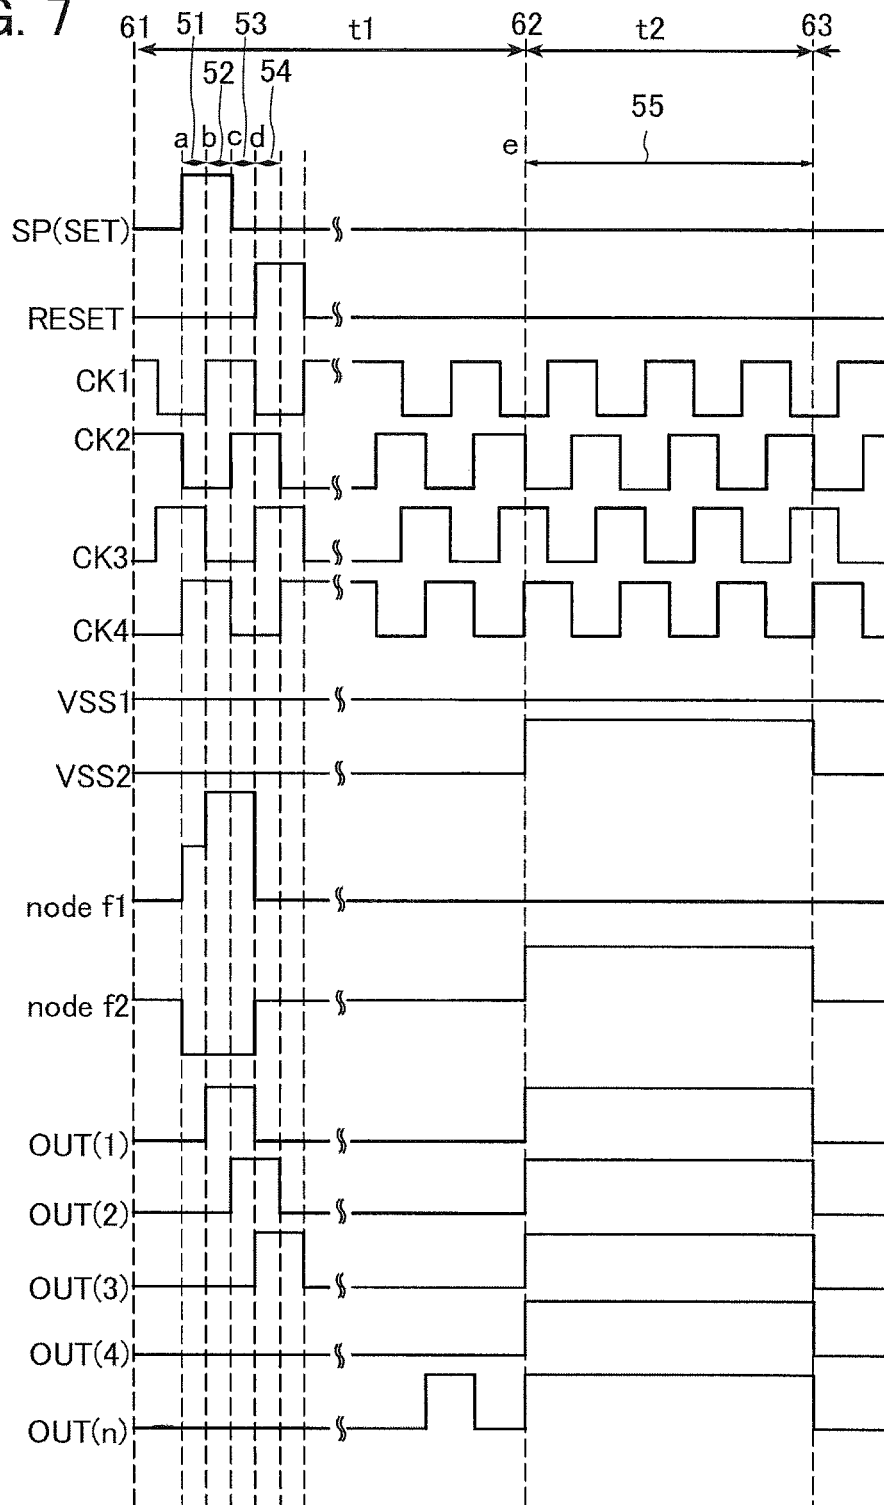 G. 7
61 51 53 t1 62 t2 63
52 54
55
a b c d e
SP(SET)
RESET
CK1
CK2
CK3
CK4
VSS1
VSS2
node f1
node f2
OUT(1)
OUT(2)
OUT(3)
OUT(4)
OUT(n)